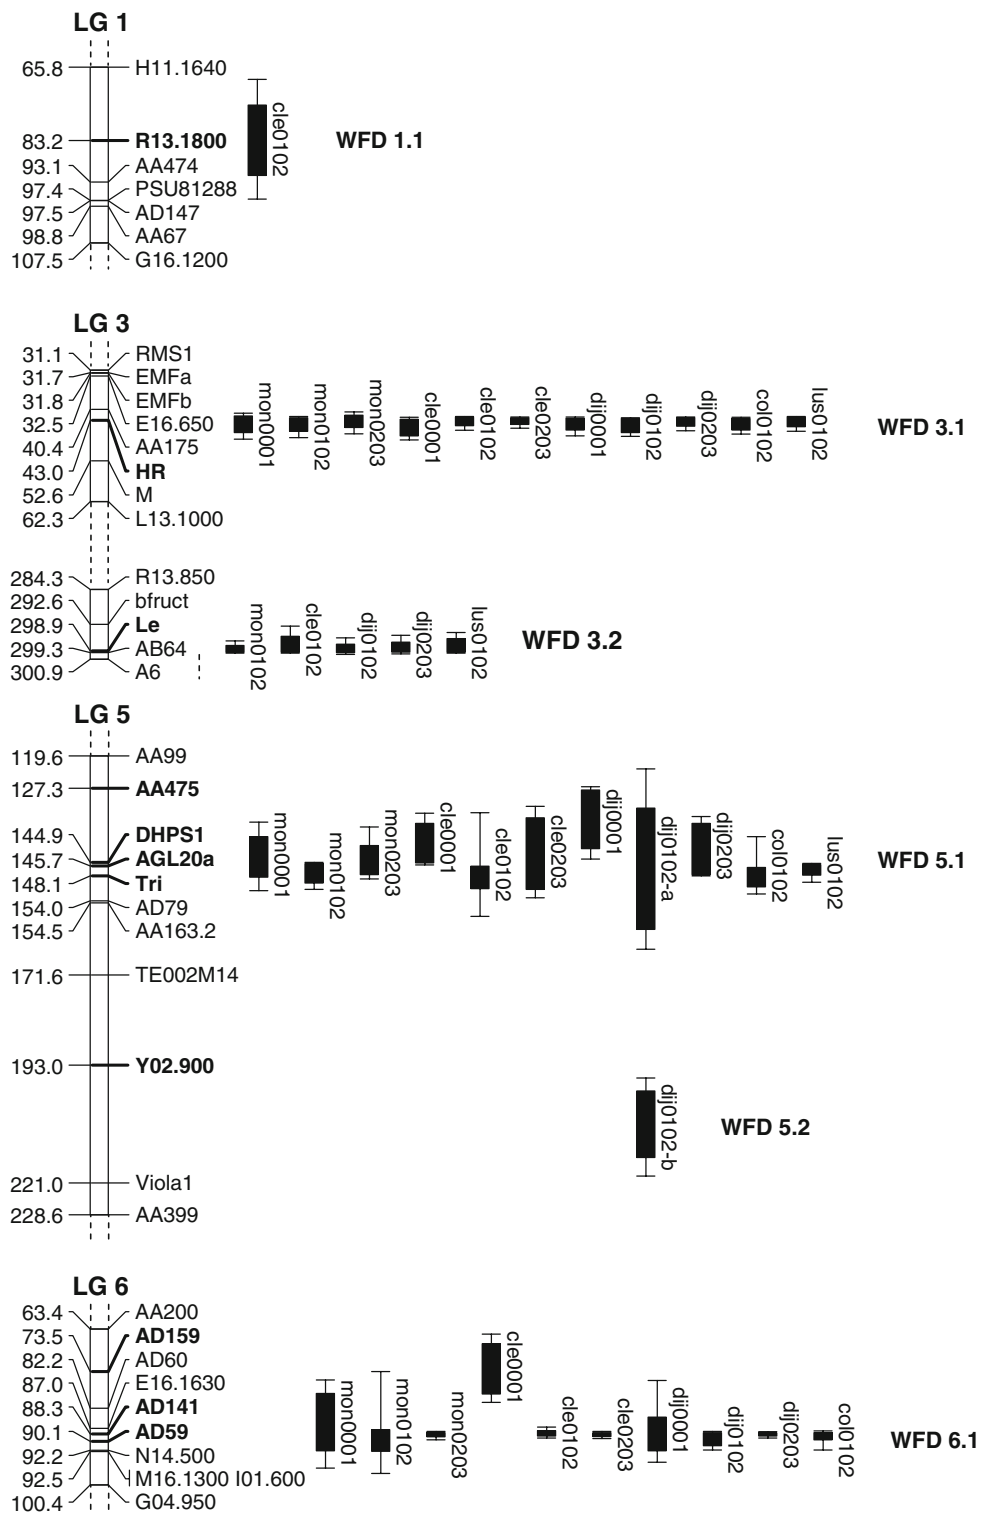 LG 1
65.8 H11.1640
83.2 R13.1800
93.1 AA474
97.4 PSU81288
97.5 AD147
98.8 AA67
107.5 G16.1200
cle0102
WFD 1.1
LG 3
31.1 RMS1
31.7 EMFa
31.8 EMFb
32.5 E16.650
40.4 AA175
43.0 HR
52.6 M
62.3 L13.1000
mon0001
mon0102
mon0203
cle0001
cle0102
cle0203
dij0001
dij0102
dij0203
col0102
lus0102
WFD 3.1
284.3 R13.850
292.6 bfruct
298.9 Le
299.3 AB64
300.9 A6
mon0102
cle0102
dij0102
dij0203
lus0102
WFD 3.2
LG 5
119.6 AA99
127.3 AA475
144.9 DHPS1
145.7 AGL20a
148.1 Tri
154.0 AD79
154.5 AA163.2
171.6 TE002M14
193.0 Y02.900
221.0 Viola1
228.6 AA399
mon0001
mon0102
mon0203
cle0001
cle0102
cle0203
dij0001
dij0102-a
dij0203
col0102
lus0102
WFD 5.1
dij0102-b
WFD 5.2
LG 6
63.4 AA200
73.5 AD159
82.2 AD60
87.0 E16.1630
88.3 AD141
90.1 AD59
92.2 N14.500
92.5 M16.1300 I01.600
100.4 G04.950
mon0001
mon0102
mon0203
cle0001
cle0102
cle0203
dij0001
dij0102
dij0203
col0102
WFD 6.1